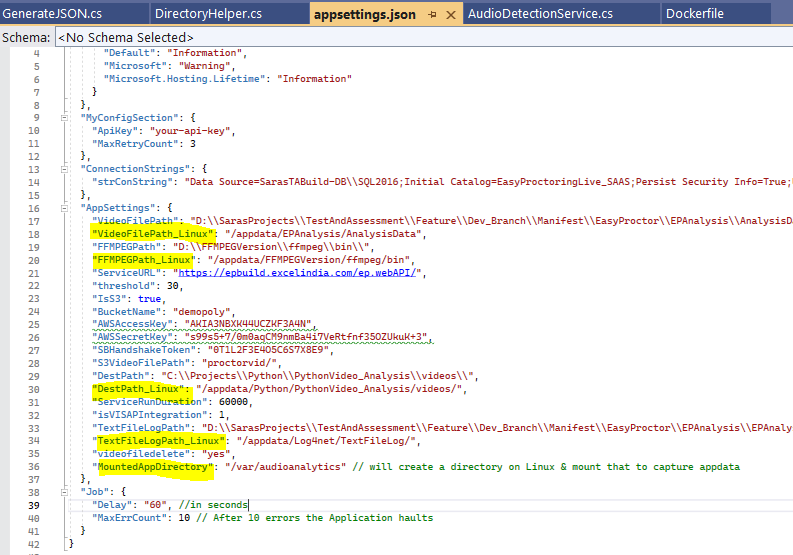 GenerateJSON.cs DirectoryHelper.cs appsettings.json AudioDetectionService.cs Dockerfile
Schema: <No Schema Selected>
4 "Default": "Information",
5 "Microsoft": "Warning",
6 "Microsoft.Hosting.Lifetime": "Information"
7 }
8 },
9 "MyConfigSection": {
10 "ApiKey": "your-api-key",
11 "MaxRetryCount": 3
12 },
13 "ConnectionStrings": {
14 "strConString": "Data Source=SarasTABuild-DB\\SQL2016;Initial Catalog=EasyProctoringLive_SAAS;Persist Security Info=True;
15 },
16 "AppSettings": {
17 "VideoFilePath": "D:\\SarasProjects\\TestAndAssessment\\Feature\\Dev_Branch\\Manifest\\EasyProctor\\EPAnalysis\\AnalysisDa
18 "VideoFilePath_Linux": "/appdata/EPAnalysis/AnalysisData",
19 "FFMPEGPath": "D:\\FFMPEGVersion\\ffmpeg\\bin\\",
20 "FFMPEGPath_Linux": "/appdata/FFMPEGVersion/ffmpeg/bin",
21 "ServiceURL": "https://epbuild.excelindia.com/ep.webAPI/",
22 "threshold": 30,
23 "IsS3": true,
24 "BucketName": "demopoly",
25 "AWSAccessKey": "AKIA3NBXK44UCZKF3A4N",
26 "AWSSecretKey": "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",
27 "SBHandshakeToken": "0T1L2F3E4O5C6S7X8E9",
28 "S3VideoFilePath": "proctorvid/",
29 "DestPath": "C:\\Projects\\Python\\PythonVideo_Analysis\\videos\\",
30 "DestPath_Linux": "/appdata/Python/PythonVideo_Analysis/videos/",
31 "ServiceRunDuration": 60000,
32 "isVISAPIntegration": 1,
33 "TextFileLogPath": "D:\\SarasProjects\\TestAndAssessment\\Feature\\Dev_Branch\\Manifest\\EasyProctor\\EPAnalysis\\EPAnaly
34 "TextFileLogPath_Linux": "/appdata/Log4net/TextFileLog/",
35 "videofiledelete": "yes",
36 "MountedAppDirectory": "/var/audioanalytics" // will create a directory on Linux & mount that to capture appdata
37 },
38 "Job": {
39 "Delay": "60", //in seconds
40 "MaxErrCount": 10 // After 10 errors the Application haults
41 }
42 }